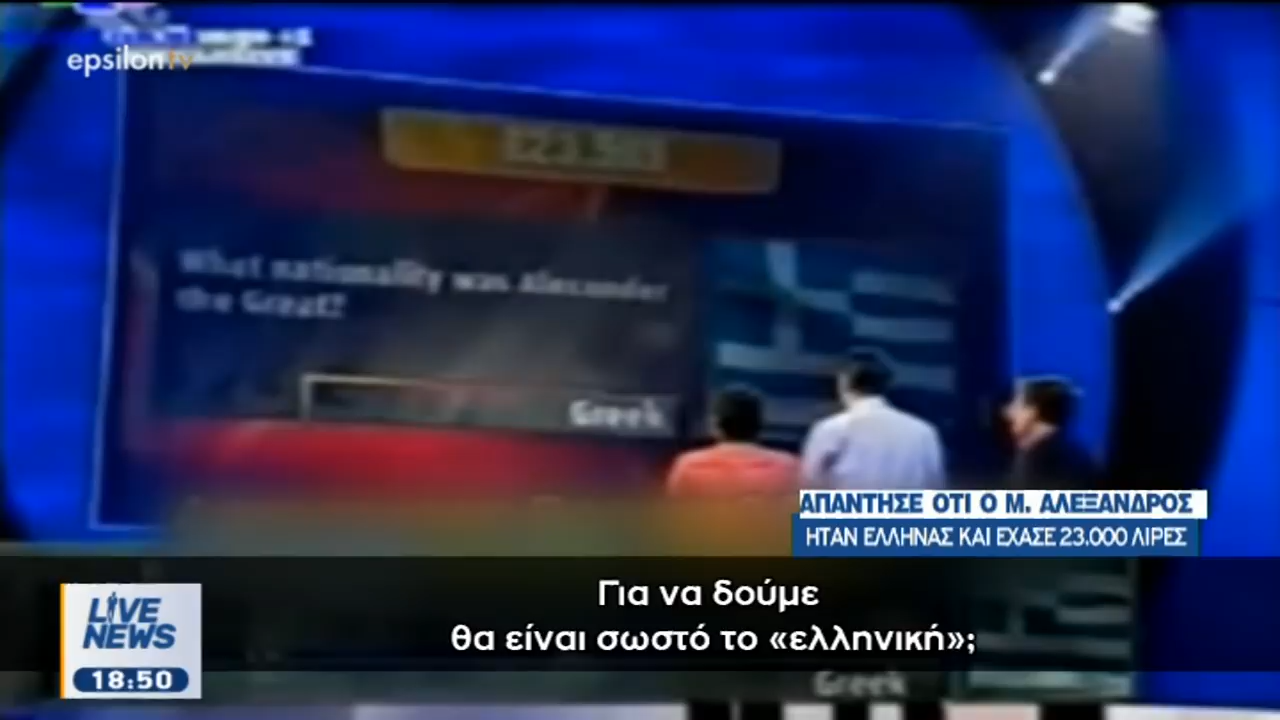 epsilontv
What nationality was Alexander
the Great?
Greek
ΑΠΑΝΤΗΣΕ ΟΤΙ Ο Μ. ΑΛΕΞΑΝΔΡΟΣ
ΗΤΑΝ ΕΛΛΗΝΑΣ ΚΑΙ ΕΧΑΣΕ 23.000 ΛΙΡΕΣ
Για να δούμε
θα είναι σωστό το «ελληνική»;
LIVE
NEWS
18:50
Greek